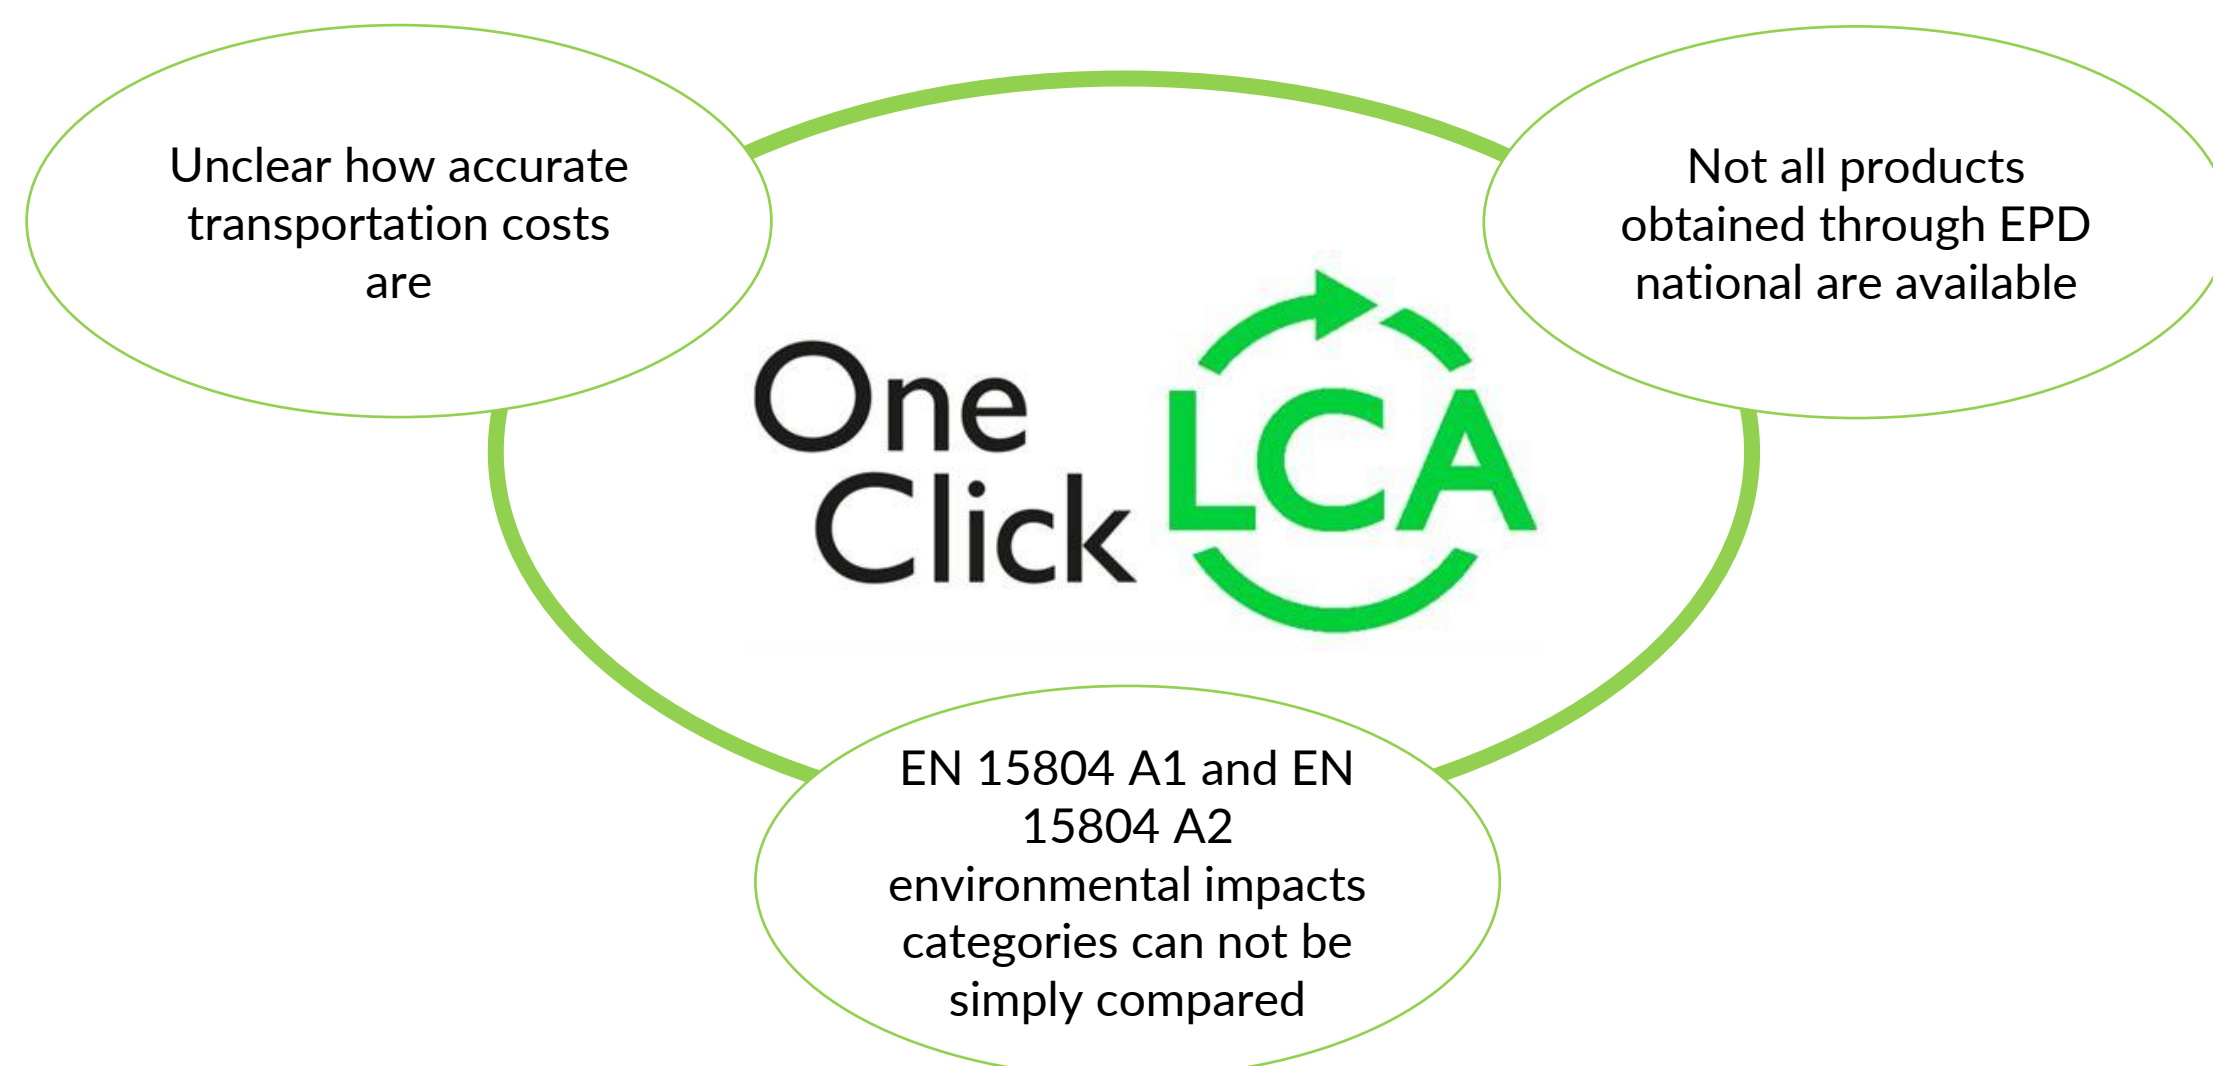 Unclear how accurate
transportation costs
are
Not all products
obtained through EPD
national are available
One
Click
LCA
EN 15804 A1 and EN
15804 A2
environmental impacts
categories can not be
simply compared